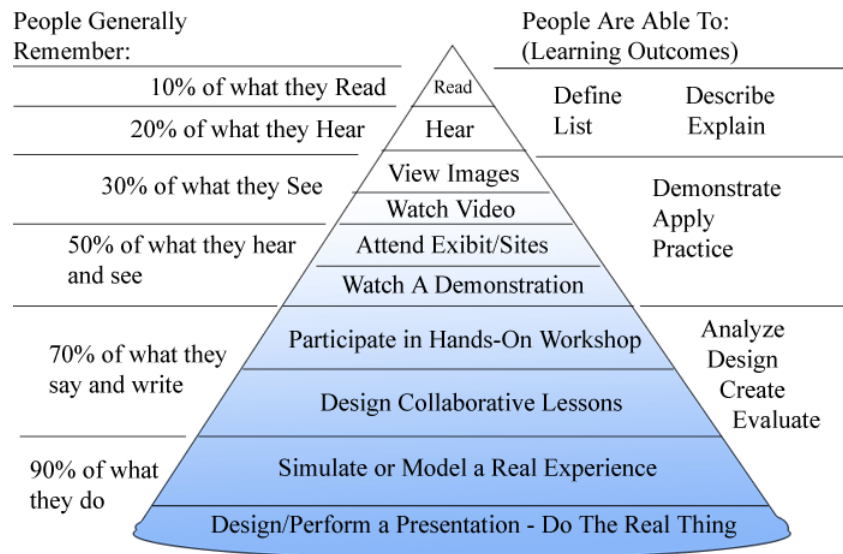 People Generally
Remember:
10% of what they Read
20% of what they Hear
30% of what they See
50% of what they hear
and see
70% of what they
say and write
90% of what
they do
Read
Hear
View Images
Watch Video
Attend Exibit/Sites
Watch A Demonstration
Participate in Hands-On Workshop
Design Collaborative Lessons
Simulate or Model a Real Experience
Design/Perform a Presentation - Do The Real Thing
People Are Able To:
(Learning Outcomes)
Define Describe
List Explain
Demonstrate
Apply
Practice
Analyze
Design
Create
Evaluate